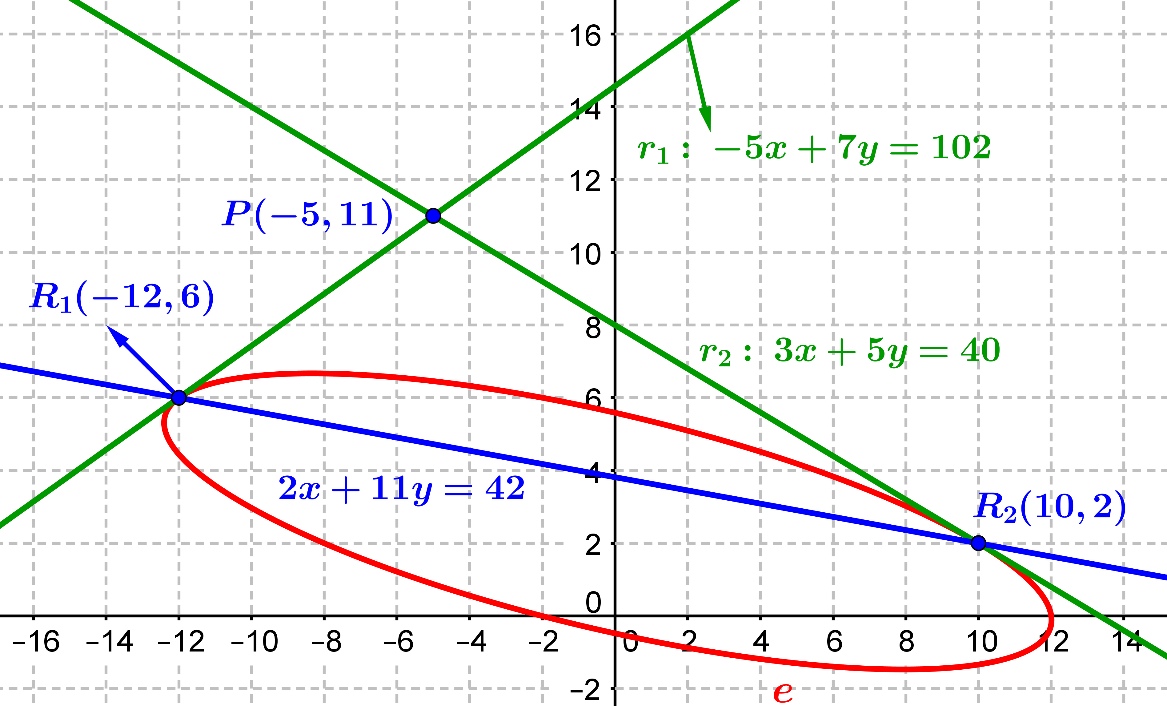 16
14
r₁ : −5x + 7y = 102
12
P(−5, 11)
10
R₁(−12, 6)
8
r₂ : 3x + 5y = 40
6
4
2x + 11y = 42
R₂(10, 2)
2
0
−16 −14 −12 −10 −8 −6 −4 −2 0 2 4 6 8 10 12 14
−2
e